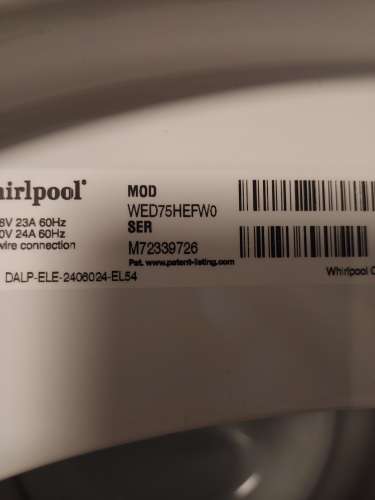 hirlpool®
8V 23A 60Hz
0V 24A 60Hz
wire connection
MOD
WED75HEFW0
SER
M72339726
Pat. www.patent-listing.com
DALP-ELE-2406024-EL54
Whirlpool C